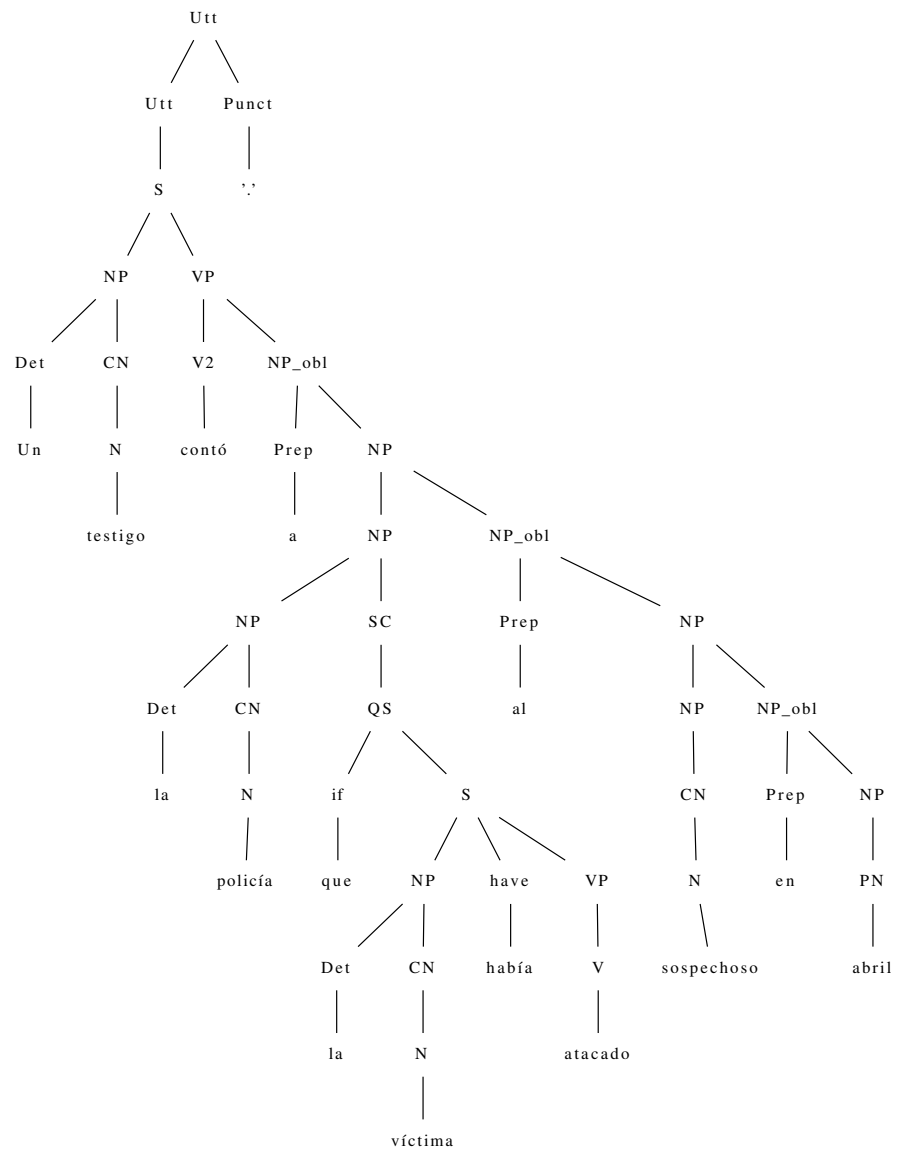 Utt
Utt Punct
S '.'
NP VP
Det CN V2 NP_obl
Un N contó Prep NP
testigo a NP NP_obl
NP SC Prep NP
Det CN QS al NP NP_obl
la N if S CN Prep NP
policía que NP have VP N en PN
Det CN había V sospechoso abril
la N atacado
víctima